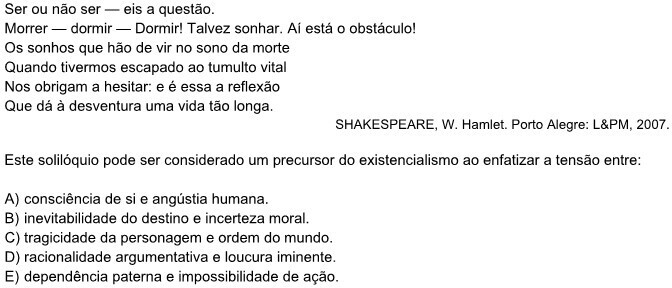 Ser ou não ser — eis a questão.
Morrer — dormir — Dormir! Talvez sonhar. Aí está o obstáculo!
Os sonhos que hão de vir no sono da morte
Quando tivermos escapado ao tumulto vital
Nos obrigam a hesitar: e é essa a reflexão
Que dá à desventura uma vida tão longa.
SHAKESPEARE, W. Hamlet. Porto Alegre: L&PM, 2007.
Este solilóquio pode ser considerado um precursor do existencialismo ao enfatizar a tensão entre:
A) consciência de si e angústia humana.
B) inevitabilidade do destino e incerteza moral.
C) tragicidade da personagem e ordem do mundo.
D) racionalidade argumentativa e loucura iminente.
E) dependência paterna e impossibilidade de ação.